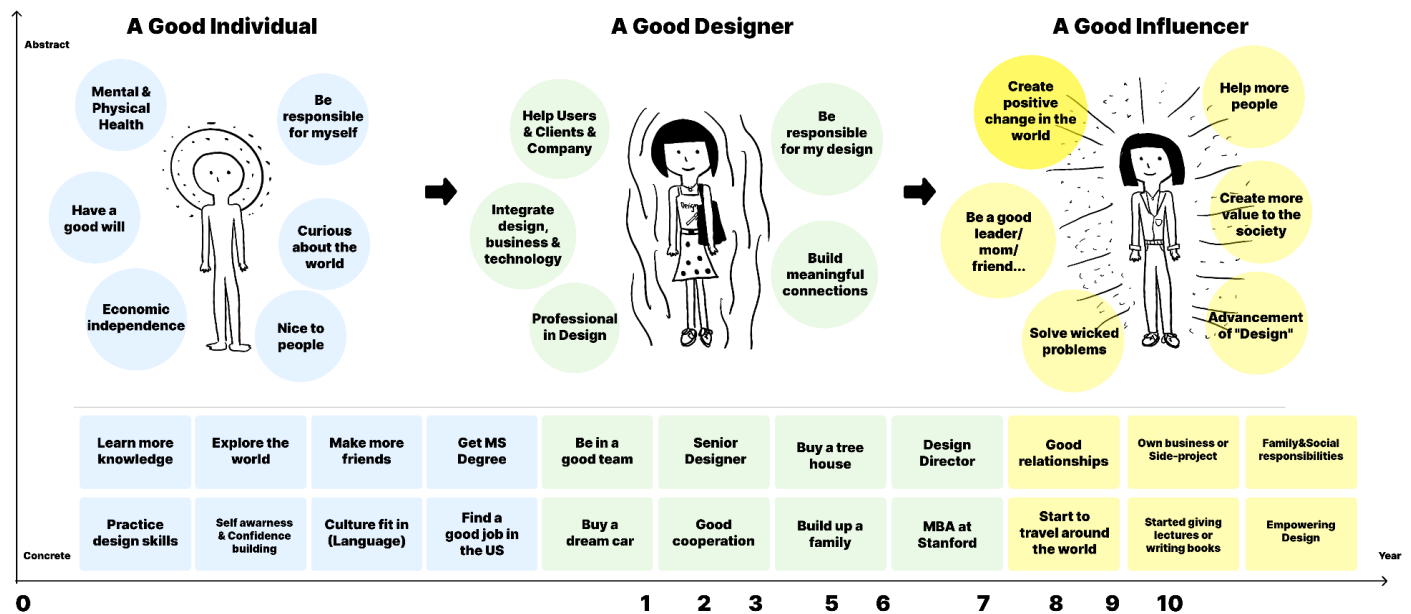 A Good Individual
A Good Designer
A Good Influencer
Abstract
Mental &
Physical
Health
Be
responsible
for myself
Have a
good will
Curious
about the
world
Economic
independence
Nice to
people
Help Users
& Clients &
Company
Be
responsible
for my design
Integrate
design,
business &
technology
Build
meaningful
connections
Professional
in Design
Design
Create
positive
change in the
world
Help more
people
Be a good
leader/
mom/
friend...
Create more
value to the
society
Solve wicked
problems
Advancement
of "Design"
Learn more
knowledge
Explore the
world
Make more
friends
Get MS
Degree
Be in a
good team
Senior
Designer
Buy a tree
house
Design
Director
Good
relationships
Own business or
Side-project
Family&Social
responsibilities
Practice
design skills
Self awarness
& Confidence
building
Culture fit in
(Language)
Find a
good job in
the US
Buy a
dream car
Good
cooperation
Build up a
family
MBA at
Stanford
Start to
travel around
the world
Started giving
lectures or
writing books
Empowering
Design
Concrete
Year
0 1 2 3 5 6 7 8 9 10